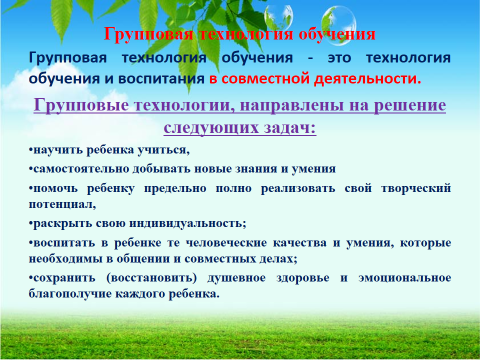 Групповая технология обучения
Групповая технология обучения - это технология
обучения и воспитания в совместной деятельности.
Групповые технологии, направлены на решение
следующих задач:
•научить ребенка учиться,
•самостоятельно добывать новые знания и умения
•помочь ребенку предельно полно реализовать свой творческий
потенциал,
•раскрыть свою индивидуальность;
•воспитать в ребенке те человеческие качества и умения, которые
необходимы в общении и совместных делах;
•сохранить (восстановить) душевное здоровье и эмоциональное
благополучие каждого ребенка.